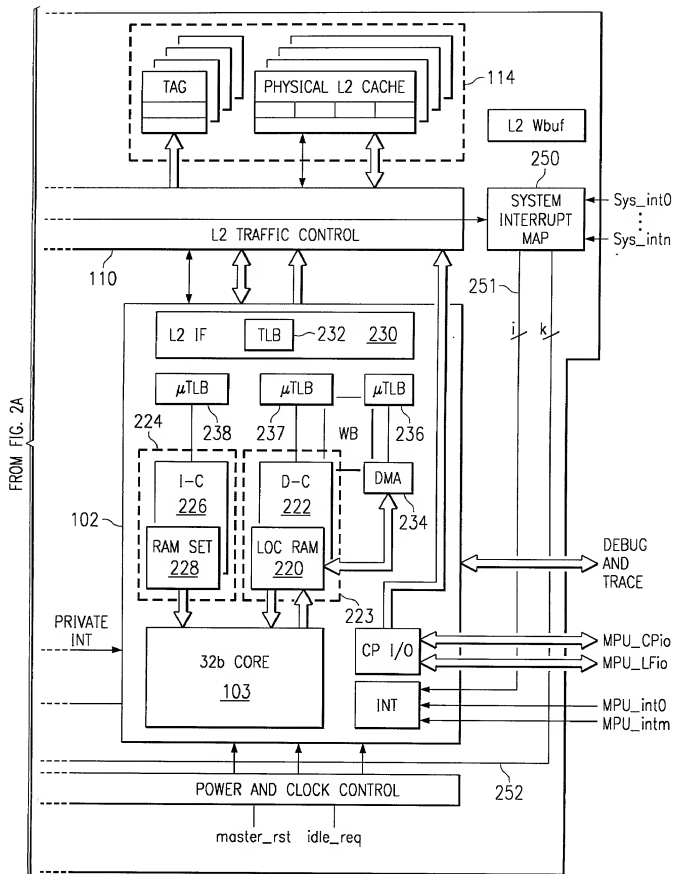 TAG
PHYSICAL L2 CACHE
114
L2 Wbuf
250
SYSTEM
INTERRUPT
MAP
Sys_int0
Sys_intn
L2 TRAFFIC CONTROL
110
251
i
k
L2 IF
TLB
232
230
µTLB
µTLB
µTLB
238
237
WB
236
224
FROM FIG. 2A
I-C
226
D-C
222
DMA
234
102
RAM SET
228
LOC RAM
220
223
DEBUG
AND
TRACE
PRIVATE
INT
32b CORE
103
CP I/O
MPU_CPio
MPU_LFio
INT
MPU_int0
MPU_intm
252
POWER AND CLOCK CONTROL
master_rst
idle_req